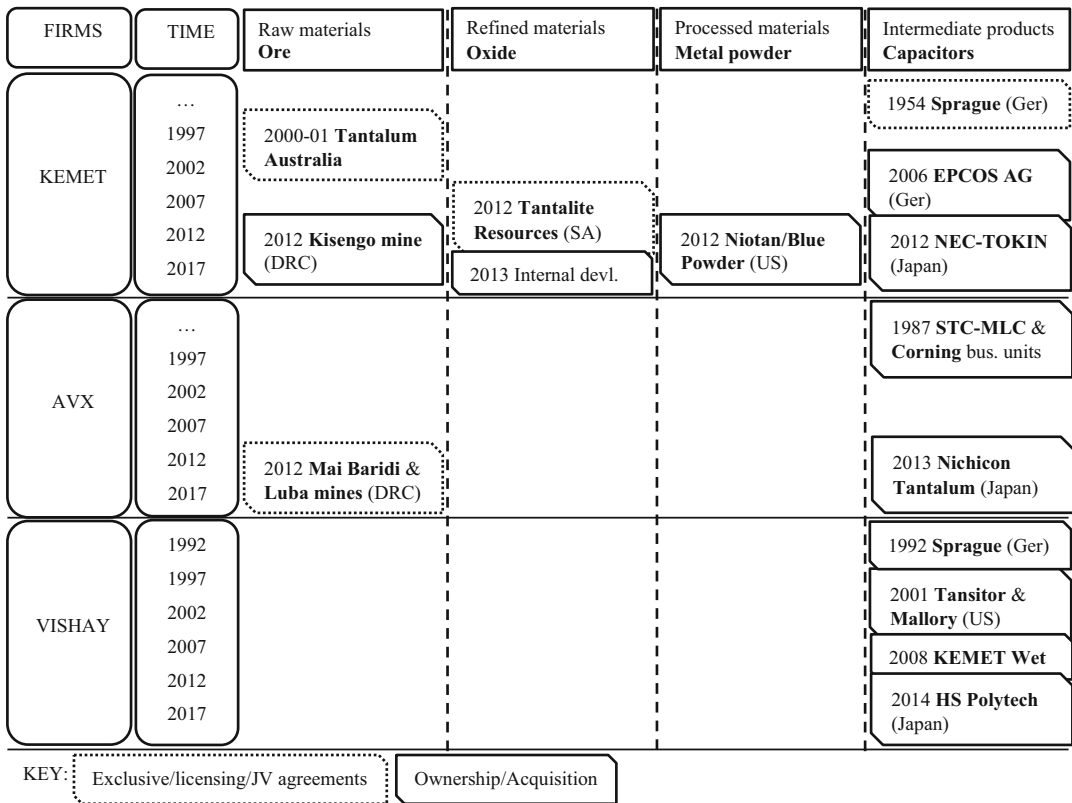 FIRMS
TIME
Raw materials
Ore
Refined materials
Oxide
Processed materials
Metal powder
Intermediate products
Capacitors
KEMET
…
1997
2002
2007
2012
2017
2000-01 Tantalum
Australia
2012 Kisengo mine
(DRC)
2012 Tantalite
Resources (SA)
2013 Internal devl.
2012 Niotan/Blue
Powder (US)
1954 Sprague (Ger)
2006 EPCOS AG
(Ger)
2012 NEC-TOKIN
(Japan)
AVX
…
1997
2002
2007
2012
2017
2012 Mai Baridi &
Luba mines (DRC)
1987 STC-MLC &
Corning bus. units
2013 Nichicon
Tantalum (Japan)
VISHAY
1992
1997
2002
2007
2012
2017
1992 Sprague (Ger)
2001 Tansitor &
Mallory (US)
2008 KEMET Wet
2014 HS Polytech
(Japan)
KEY:
Exclusive/licensing/JV agreements
Ownership/Acquisition